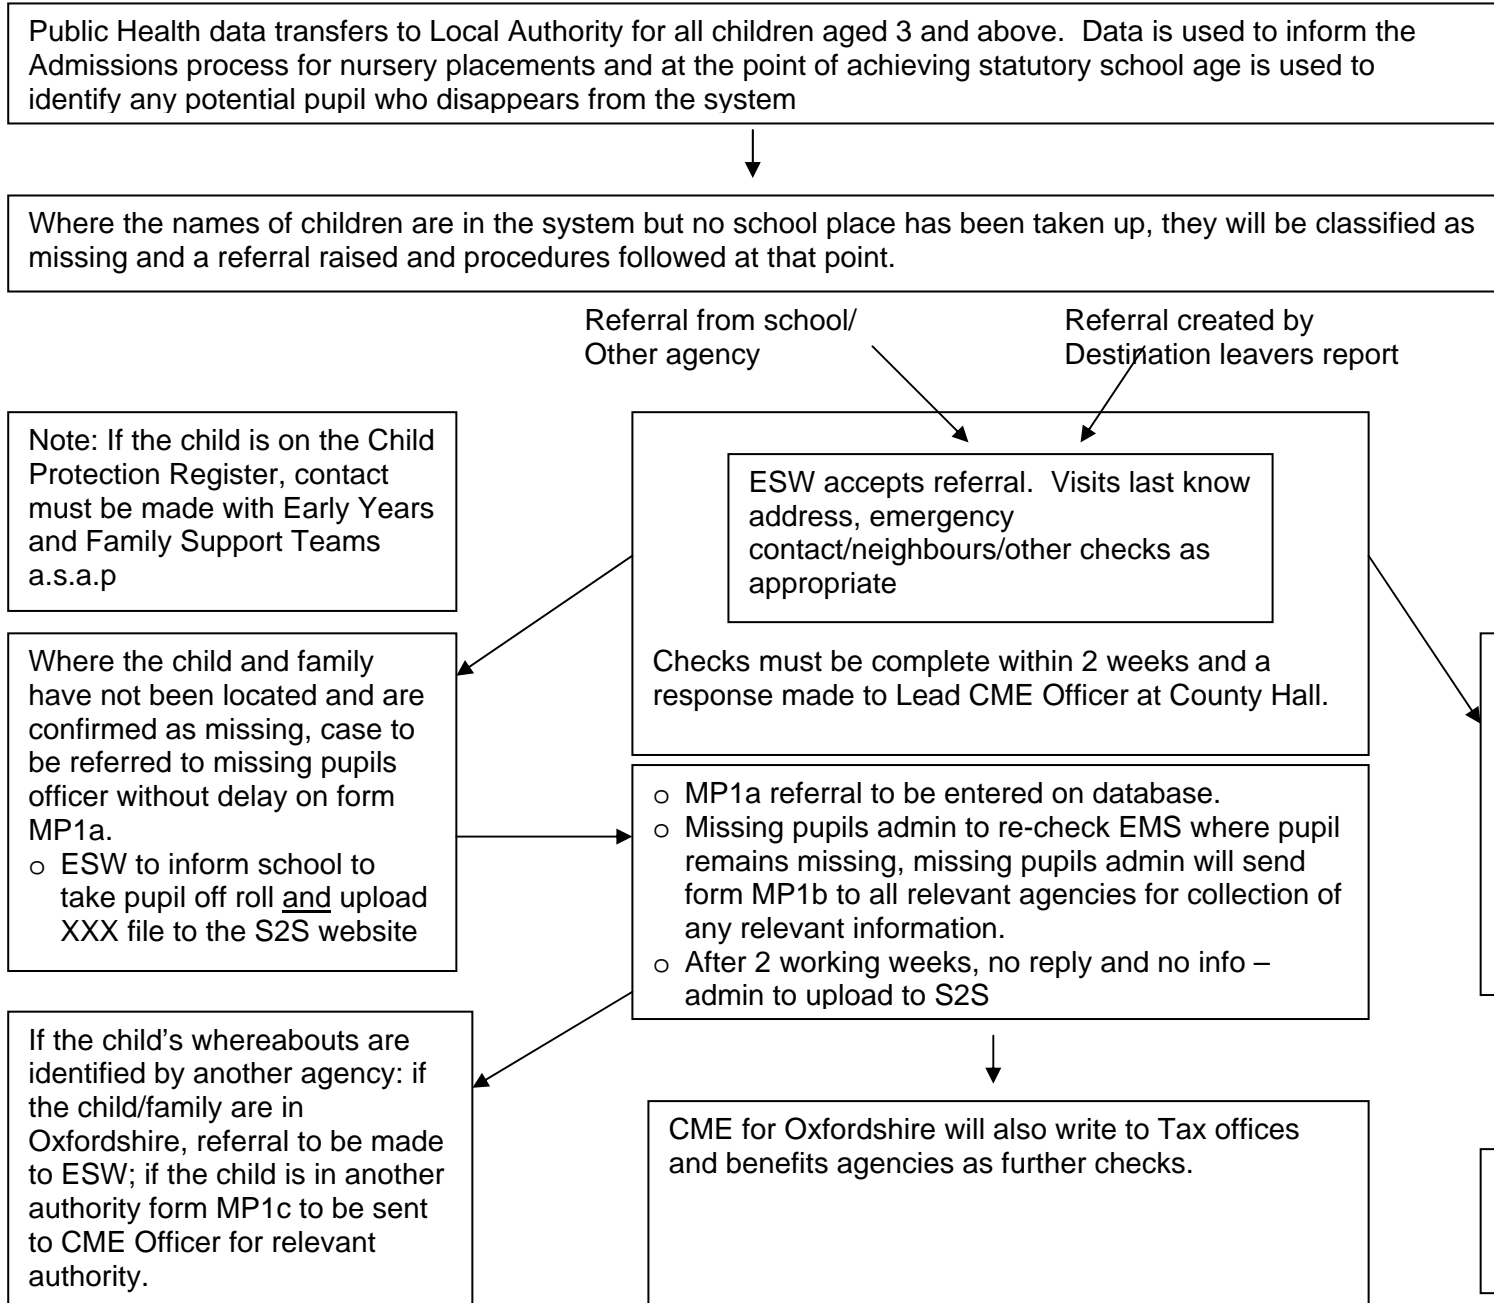 Public Health data transfers to Local Authority for all children aged 3 and above.  Data is used to inform the
Admissions process for nursery placements and at the point of achieving statutory school age is used to
identify any potential pupil who disappears from the system
Where the names of children are in the system but no school place has been taken up, they will be classified as
missing and a referral raised and procedures followed at that point.
Referral from school/
Other agency
Referral created by
Destination leavers report
Note: If the child is on the Child
Protection Register, contact
must be made with Early Years
and Family Support Teams
a.s.a.p
ESW accepts referral.  Visits last know
address, emergency
contact/neighbours/other checks as
appropriate
Checks must be complete within 2 weeks and a
response made to Lead CME Officer at County Hall.
Where the child and family
have not been located and are
confirmed as missing, case to
be referred to missing pupils
officer without delay on form
MP1a.
o ESW to inform school to
take pupil off roll and upload
XXX file to the S2S website
o MP1a referral to be entered on database.
o Missing pupils admin to re-check EMS where pupil
remains missing, missing pupils admin will send
form MP1b to all relevant agencies for collection of
any relevant information.
o After 2 working weeks, no reply and no info –
admin to upload to S2S
If the child’s whereabouts are
identified by another agency: if
the child/family are in
Oxfordshire, referral to be made
to ESW; if the child is in another
authority form MP1c to be sent
to CME Officer for relevant
authority.
CME for Oxfordshire will also write to Tax offices
and benefits agencies as further checks.